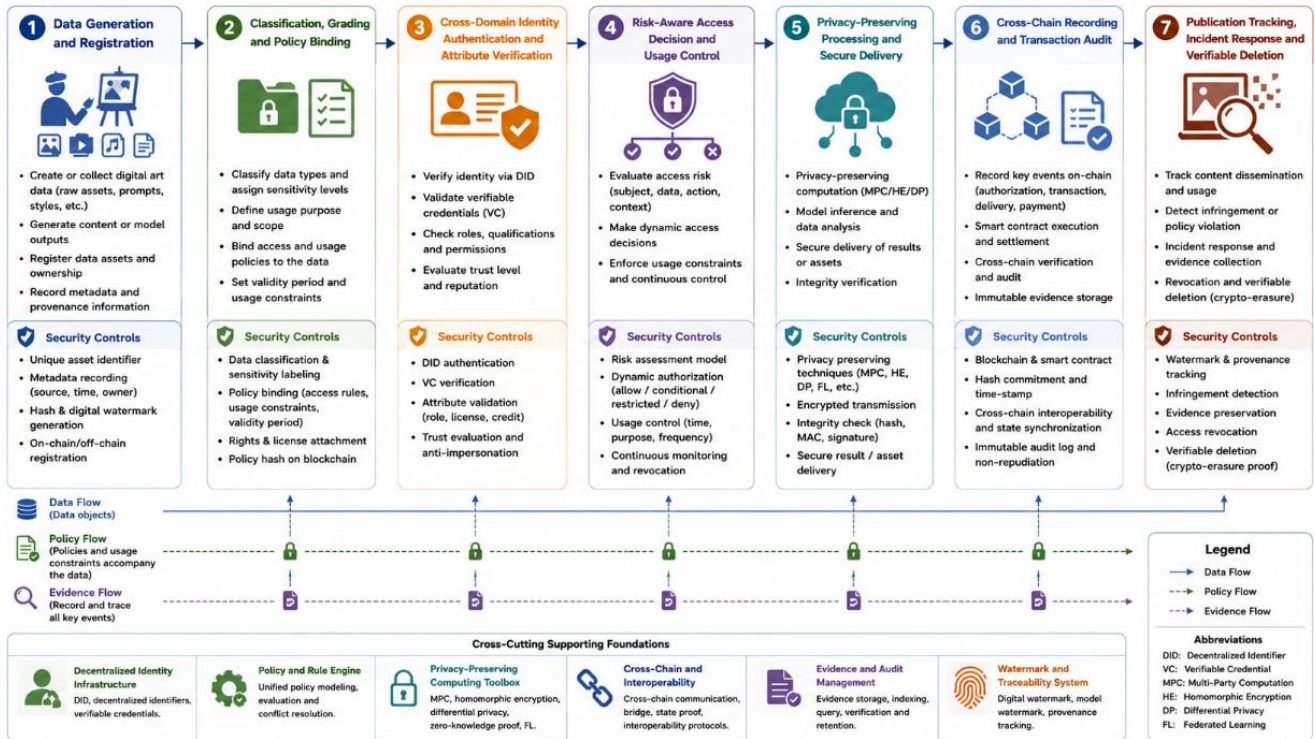 1 Data Generation
and Registration
• Create or collect digital art
data (raw assets, prompts,
styles, etc.)
• Generate content or model
outputs
• Register data assets and
ownership
• Record metadata and
provenance information
Security Controls
• Unique asset identifier
• Metadata recording
(source, time, owner)
• Hash & digital watermark
generation
• On-chain/off-chain
registration
2 Classification, Grading
and Policy Binding
• Classify data types and
assign sensitivity levels
• Define usage purpose
and scope
• Bind access and usage
policies to the data
• Set validity period and
usage constraints
Security Controls
• Data classification &
sensitivity labeling
• Policy binding (access rules,
usage constraints,
validity period)
• Rights & license attachment
• Policy hash on blockchain
3 Cross-Domain Identity
Authentication and
Attribute Verification
• Verify identity via DID
• Validate verifiable
credentials (VC)
• Check roles, qualifications
and permissions
• Evaluate trust level
and reputation
Security Controls
• DID authentication
• VC verification
• Attribute validation
(role, license, credit)
• Trust evaluation and
anti-impersonation
4 Risk-Aware Access
Decision and
Usage Control
• Evaluate access risk
(subject, data, action,
context)
• Make dynamic access
decisions
• Enforce usage constraints
and continuous control
Security Controls
• Risk assessment model
• Dynamic authorization
(allow / conditional /
restricted / deny)
• Usage control (time,
purpose, frequency)
• Continuous monitoring
and revocation
5 Privacy-Preserving
Processing and
Secure Delivery
• Privacy-preserving
computation (MPC/HE/DP)
• Model inference and
data analysis
• Secure delivery of results
or assets
• Integrity verification
Security Controls
• Privacy preserving
techniques (MPC, HE,
DP, FL, etc.)
• Encrypted transmission
• Integrity check (hash,
MAC, signature)
• Secure result / asset
delivery
6 Cross-Chain Recording
and Transaction Audit
• Record key events on-chain
(authorization, transaction,
delivery, payment)
• Smart contract execution
and settlement
• Cross-chain verification
and audit
• Immutable evidence storage
Security Controls
• Blockchain & smart contract
• Hash commitment and
time-stamp
• Cross-chain interoperability
and state synchronization
• Immutable audit log and
non-repudiation
7 Publication Tracking,
Incident Response and
Verifiable Deletion
• Track content dissemination
and usage
• Detect infringement or
policy violation
• Incident response and
evidence collection
• Revocation and verifiable
deletion (crypto-erasure)
Security Controls
• Watermark & provenance
tracking
• Infringement detection
• Evidence preservation
• Access revocation
• Verifiable deletion
(crypto-erasure proof)
Data Flow
(Data objects)
Policy Flow
(Policies and usage
constraints accompany
the data)
Evidence Flow
(Record and trace
all key events)
Legend
Data Flow
Policy Flow
Evidence Flow
Abbreviations
DID: Decentralized Identifier
VC: Verifiable Credential
MPC: Multi-Party Computation
HE: Homomorphic Encryption
DP: Differential Privacy
FL: Federated Learning
Cross-Cutting Supporting Foundations
Decentralized Identity
Infrastructure
DID, decentralized identifiers,
verifiable credentials.
Policy and Rule Engine
Unified policy modeling,
evaluation and
conflict resolution.
Privacy-Preserving
Computing Toolbox
MPC, homomorphic encryption,
differential privacy,
zero-knowledge proof, FL.
Cross-Chain and
Interoperability
Cross-chain communication,
bridge, state proof,
interoperability protocols.
Evidence and Audit
Management
Evidence storage, indexing,
query, verification and
retention.
Watermark and
Traceability System
Digital watermark, model
watermark, provenance
tracking.